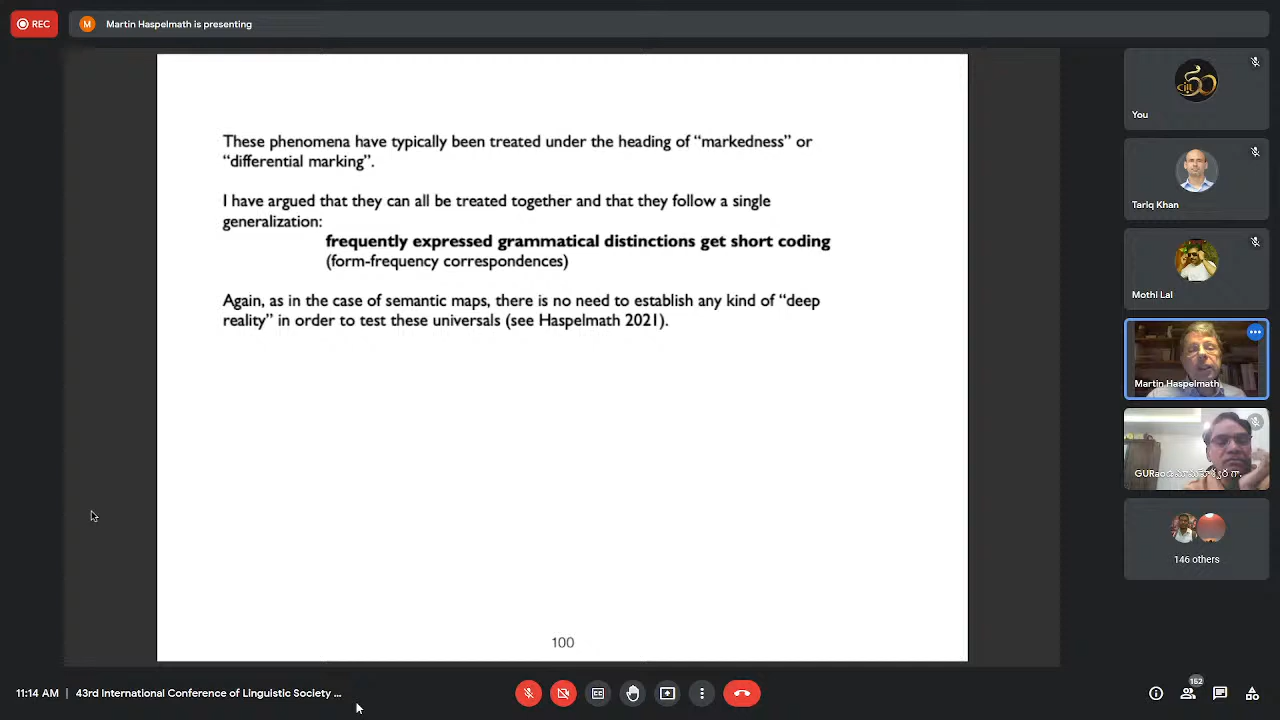 REC
M
Martin Haspelmath is presenting
These phenomena have typically been treated under the heading of “markedness” or
“differential marking”.
I have argued that they can all be treated together and that they follow a single
generalization:
frequently expressed grammatical distinctions get short coding
(form-frequency correspondences)
Again, as in the case of semantic maps, there is no need to establish any kind of “deep
reality” in order to test these universals (see Haspelmath 2021).
100
You
Tariq Khan
Mothi Lal
Martin Haspelmath
146 others
11:14 AM | 43rd International Conference of Linguistic Society ...
162